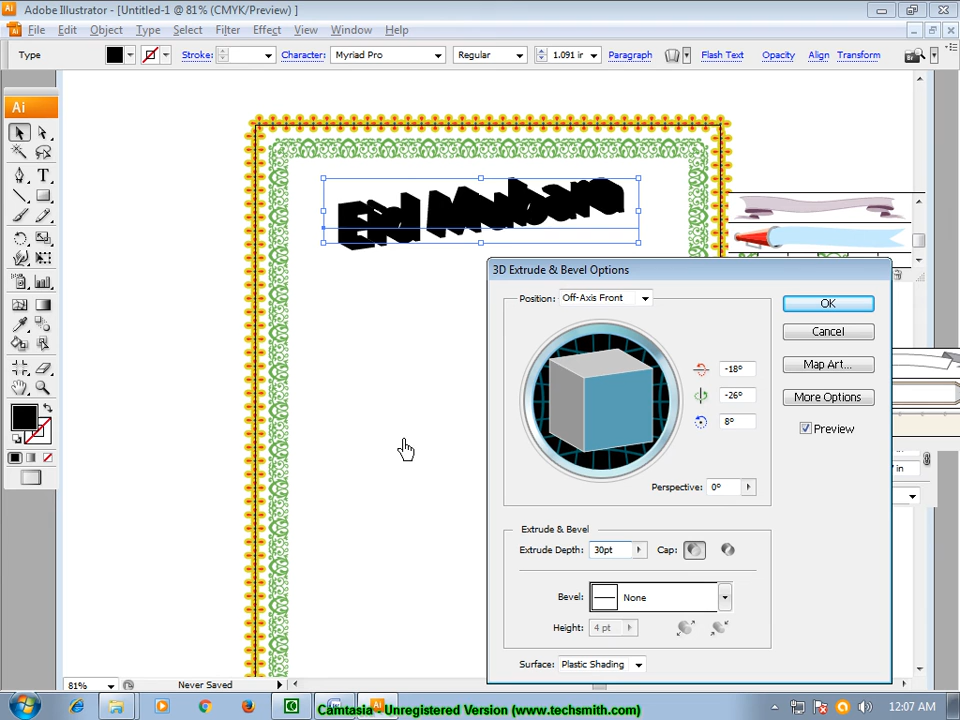 Adobe Illustrator - [Untitled-1 @ 81% (CMYK/Preview) ]
File Edit Object Type Select Filter Effect View Window Help
Type Stroke: Character: Myriad Pro Regular 1.091 ir Paragraph Flash Text Opacity Align Transform
Ai
Eid Mubara
3D Extrude & Bevel Options
Position: Off-Axis Front
OK
Cancel
Map Art...
More Options
Preview
-18°
-26°
8°
Perspective: 0°
Extrude & Bevel
Extrude Depth: 30pt Cap:
Bevel: None
Height: 4 pt
Surface: Plastic Shading
in
81% Never Saved
Camtasia - Unregistered Version (www.techsmith.com)
12:07 AM